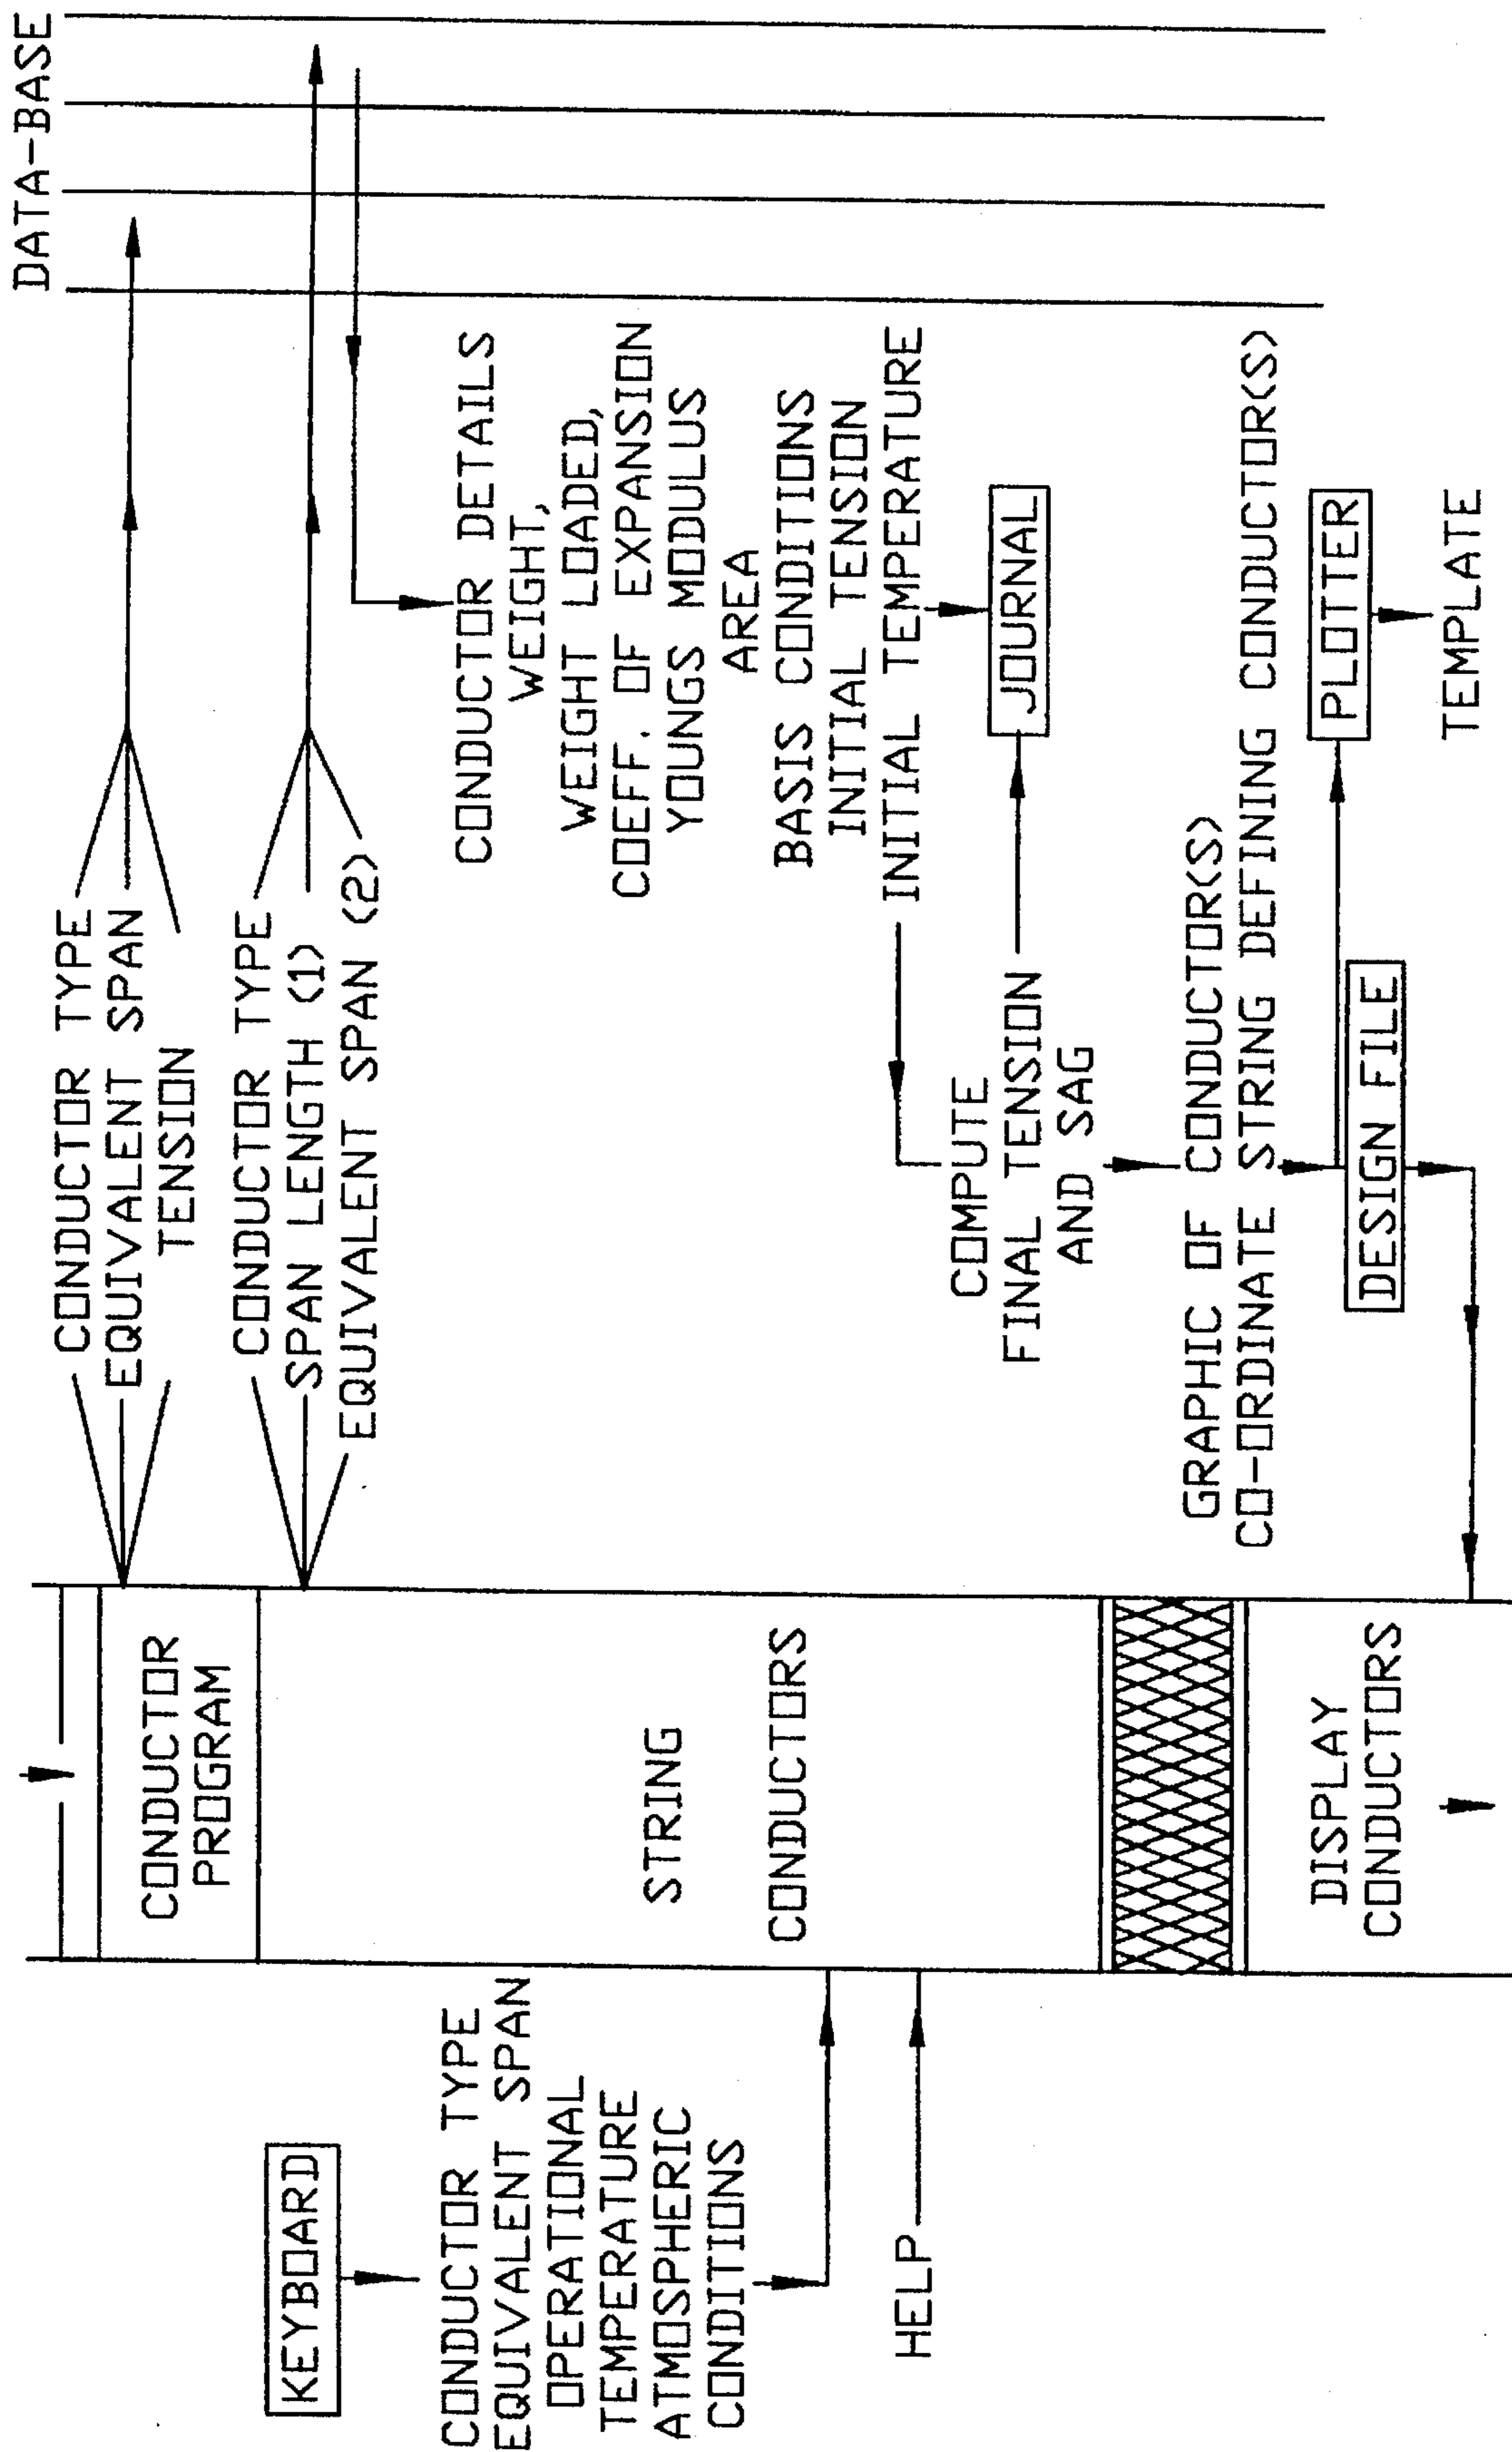 DATA-BASE
CONDUCTOR TYPE
EQUIVALENT SPAN
TENSION
CONDUCTOR TYPE
SPAN LENGTH (1)
EQUIVALENT SPAN (2)
CONDUCTOR DETAILS
WEIGHT,
WEIGHT LOADED,
COEFF. OF EXPANSION
YOUNGS MODULUS
AREA
BASIS CONDITIONS
INITIAL TENSION
INITIAL TEMPERATURE
JOURNAL
COMPUTE
FINAL TENSION
AND SAG
GRAPHIC OF CONDUCTOR(S)
CO-ORDINATE STRING DEFINING CONDUCTOR(S)
DESIGN FILE
PLOTTER
TEMPLATE
CONDUCTOR
PROGRAM
STRING
CONDUCTORS
DISPLAY
CONDUCTORS
KEYBOARD
CONDUCTOR TYPE
EQUIVALENT SPAN
OPERATIONAL
TEMPERATURE
ATMOSPHERIC
CONDITIONS
HELP